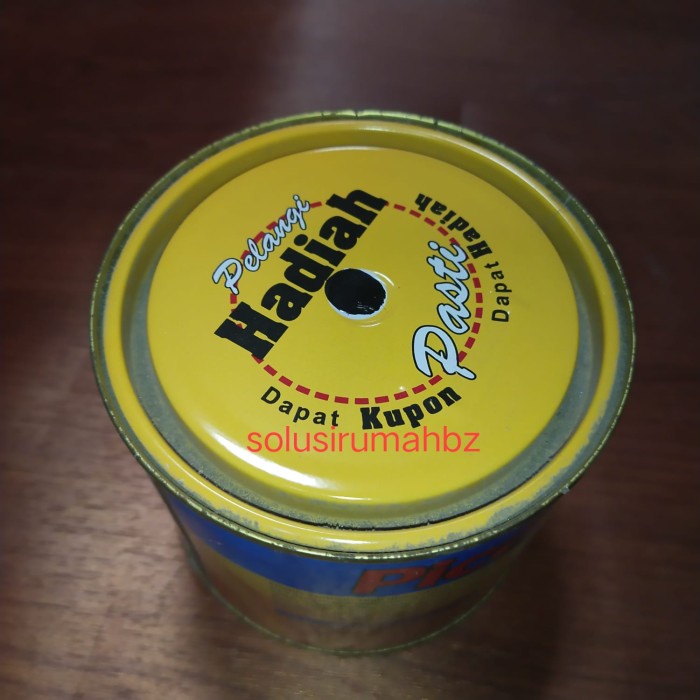 Pelangi
Hadiah
Pasti
Dapat Hadiah
Dapat Kupon
solusirumahbz